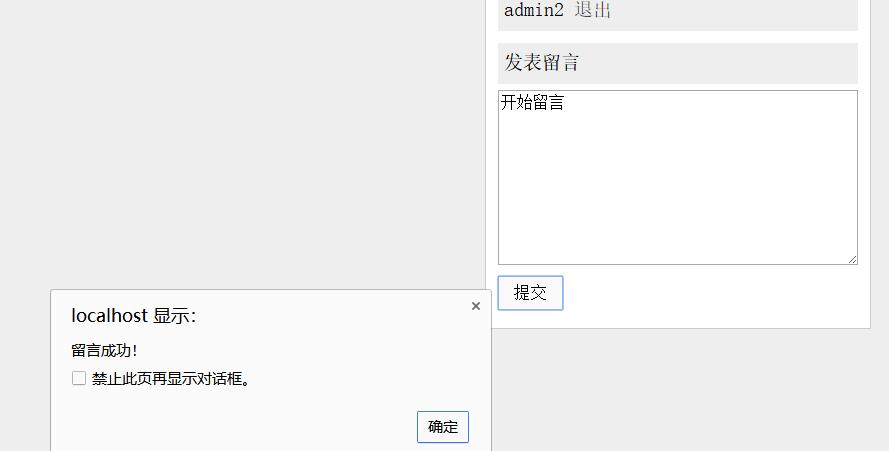 admin2 退出
发表留言
开始留言
提交
localhost 显示：
×
留言成功！
禁止此页再显示对话框。
确定